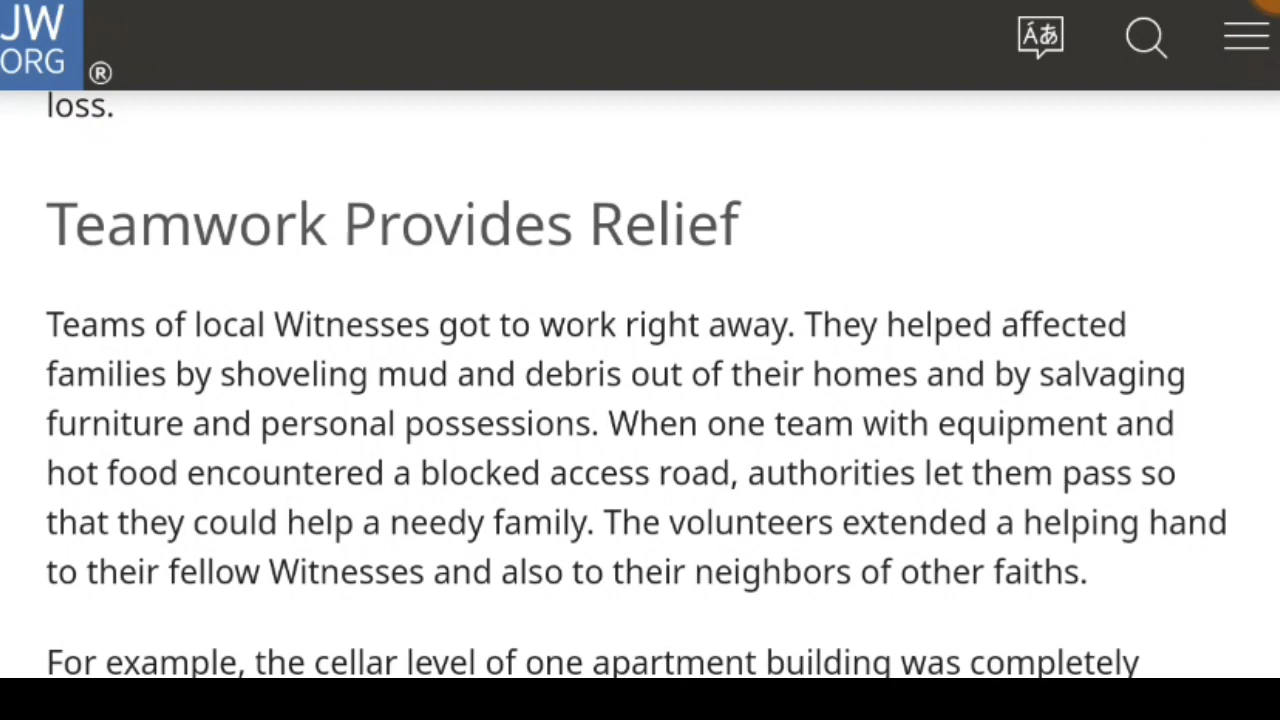 JW
ORG
®
Áあ
loss.
Teamwork Provides Relief
Teams of local Witnesses got to work right away. They helped affected
families by shoveling mud and debris out of their homes and by salvaging
furniture and personal possessions. When one team with equipment and
hot food encountered a blocked access road, authorities let them pass so
that they could help a needy family. The volunteers extended a helping hand
to their fellow Witnesses and also to their neighbors of other faiths.
For example, the cellar level of one apartment building was completely